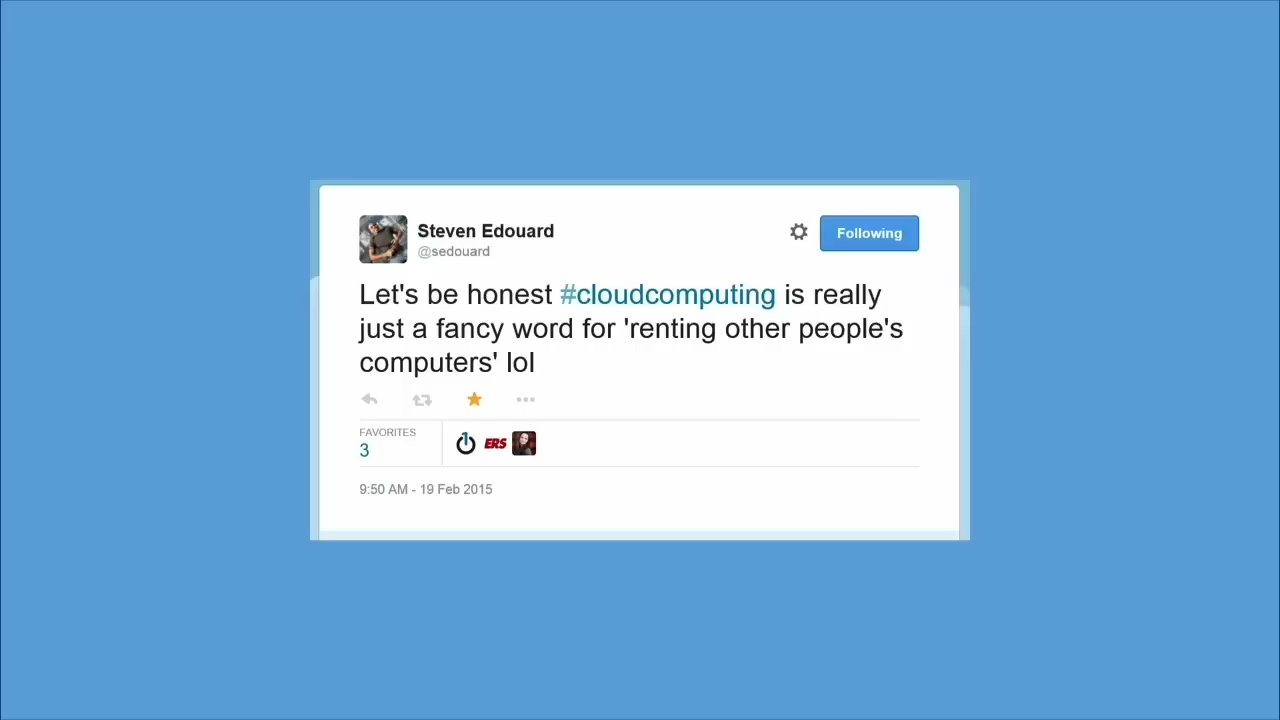 Steven Edouard
@sedouard
Following
Let's be honest #cloudcomputing is really
just a fancy word for 'renting other people's
computers' lol
FAVORITES
3
ERS
9:50 AM - 19 Feb 2015